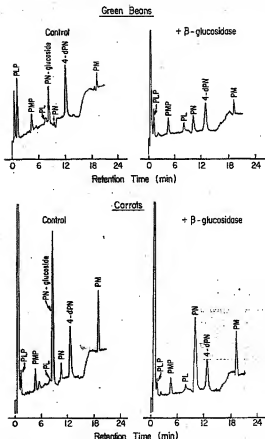 Green Beans
Control
+ β-glucosidase
PLP
PMP
PL
PN-glucoside
PN
4-dPN
PM
PLP
PMP
PL
PN
4-dPN
PM
0 6 12 18 24
0 6 12 18 24
Retention Time (min)
Carrots
Control
+ β-glucosidase
PLP
PMP
PL
PN-glucoside
PN
4-dPN
PM
PLP
PMP
PL
PN
4-dPN
PM
0 6 12 18 24
0 6 12 18 24
Retention Time (min)